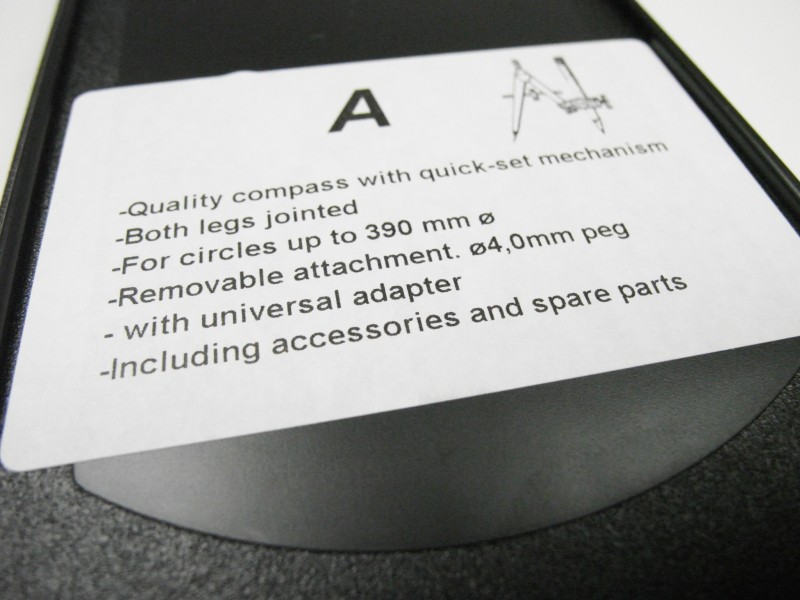 A
-Quality compass with quick-set mechanism
-Both legs jointed
-For circles up to 390 mm ø
-Removable attachment. ø4,0mm peg
- with universal adapter
-Including accessories and spare parts